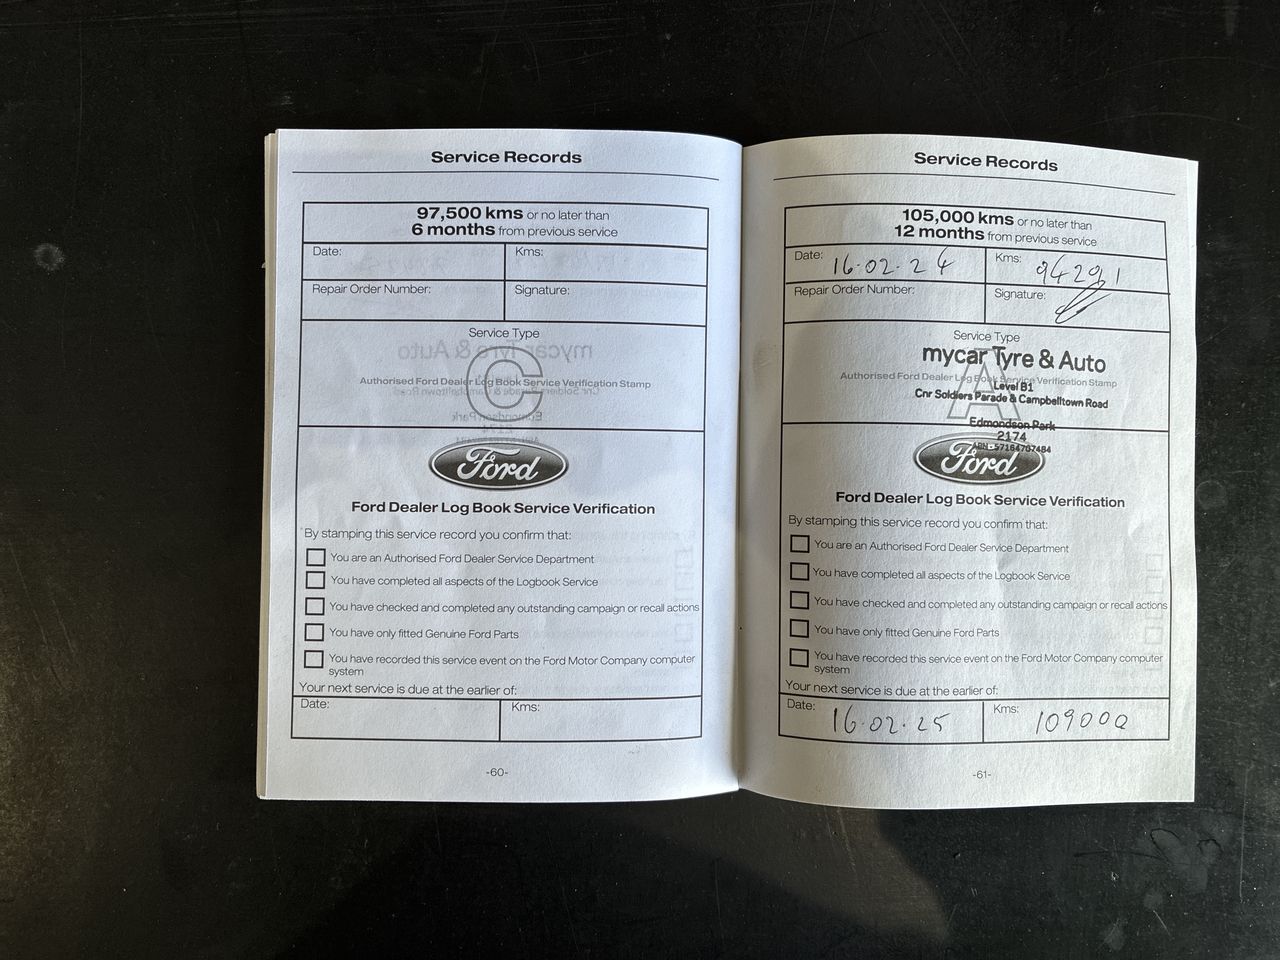 Service Records
97,500 kms or no later than
6 months from previous service
Date:
Kms:
Repair Order Number:
Signature:
Service Type
C
Authorised Ford Dealer Log Book Service Verification Stamp
Ford
Ford Dealer Log Book Service Verification
By stamping this service record you confirm that:
You are an Authorised Ford Dealer Service Department
You have completed all aspects of the Logbook Service
You have checked and completed any outstanding campaign or recall actions
You have only fitted Genuine Ford Parts
You have recorded this service event on the Ford Motor Company computer
system
Your next service is due at the earlier of:
Date:
Kms:
-60-
Service Records
105,000 kms or no later than
12 months from previous service
Date: 16.02.24
Kms: 94291
Repair Order Number:
Signature:
Service Type
mycar Tyre & Auto
A
Authorised Ford Dealer Log Book Service Verification Stamp
Level B1
Cnr Soldiers Parade & Campbelltown Road
Edmondson Park
2174
ABN - 57164707484
Ford
Ford Dealer Log Book Service Verification
By stamping this service record you confirm that:
You are an Authorised Ford Dealer Service Department
You have completed all aspects of the Logbook Service
You have checked and completed any outstanding campaign or recall actions
You have only fitted Genuine Ford Parts
You have recorded this service event on the Ford Motor Company computer
system
Your next service is due at the earlier of:
Date: 16.02.25
Kms: 109000
-61-